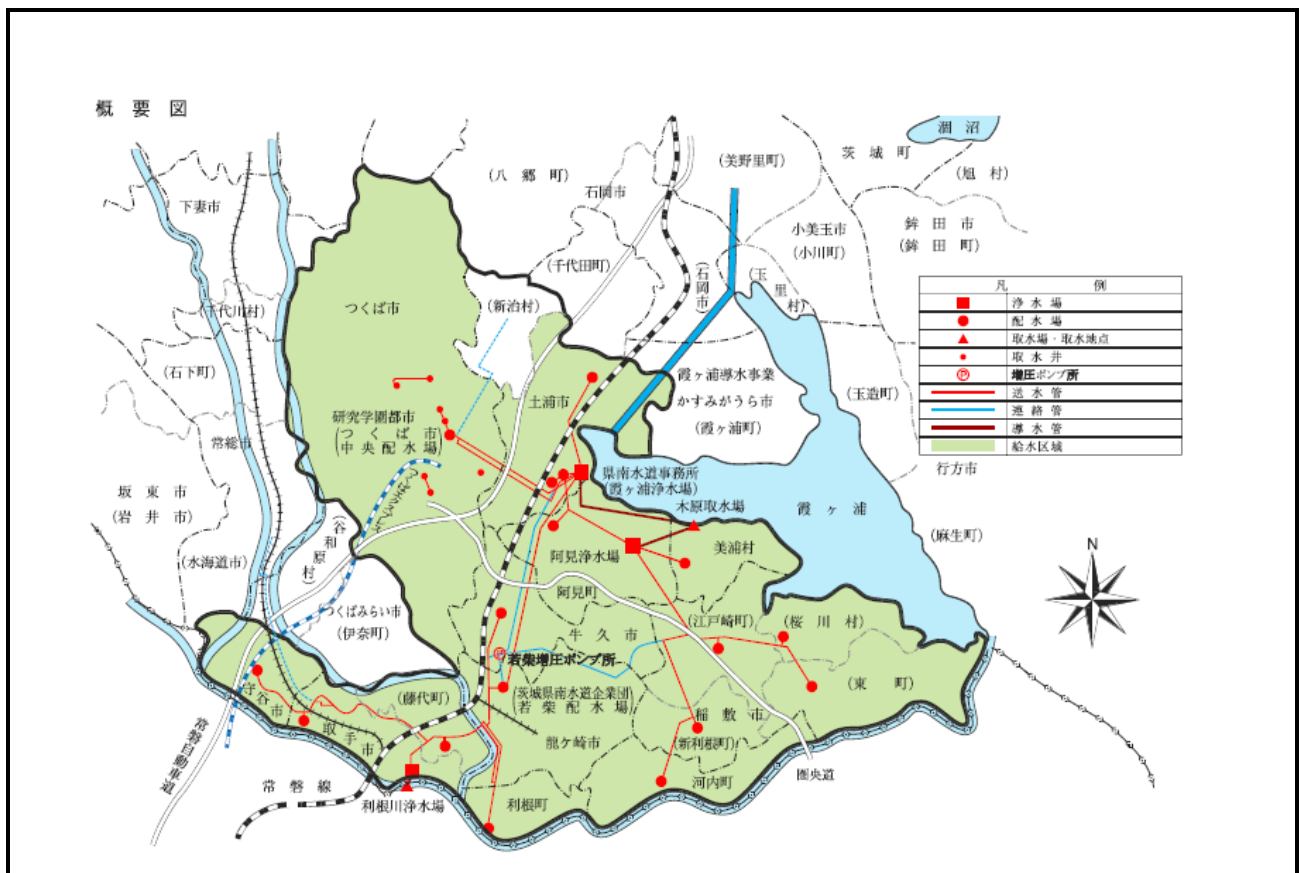 概要図
涸沼
茨城町
(旭村)
(美野里町)
(八郷町)
石岡市
下妻市
小美玉市
(小川町)
鉾田市
(鉾田町)
(千代田町)
(石岡市)
(玉里村)
凡例
浄水場
配水場
取水場・取水地点
取水井
P
増圧ポンプ所
送水管
連絡管
導水管
給水区域
つくば市
(新治村)
(千代川村)
(石下町)
霞ヶ浦導水事業
かすみがうら市
(霞ヶ浦町)
(玉造町)
土浦市
研究学園都市
(つくば市)
(中央配水場)
常総市
県南水道事務所
(霞ヶ浦浄水場)
行方市
つくばエクスプレス
坂東市
(岩井市)
木原取水場
霞ヶ浦
(谷和原村)
(麻生町)
(水海道市)
阿見浄水場
美浦村
N
阿見町
つくばみらい市
(伊奈町)
(江戸崎町)
(桜川村)
牛久市
P
若柴増圧ポンプ所
(東町)
守谷市
(藤代町)
(茨城県南水道企業団)
(若柴配水場)
稲敷市
取手市
龍ケ崎市
(新利根町)
常磐自動車道
河内町
圏央道
常磐線
利根川浄水場
利根町